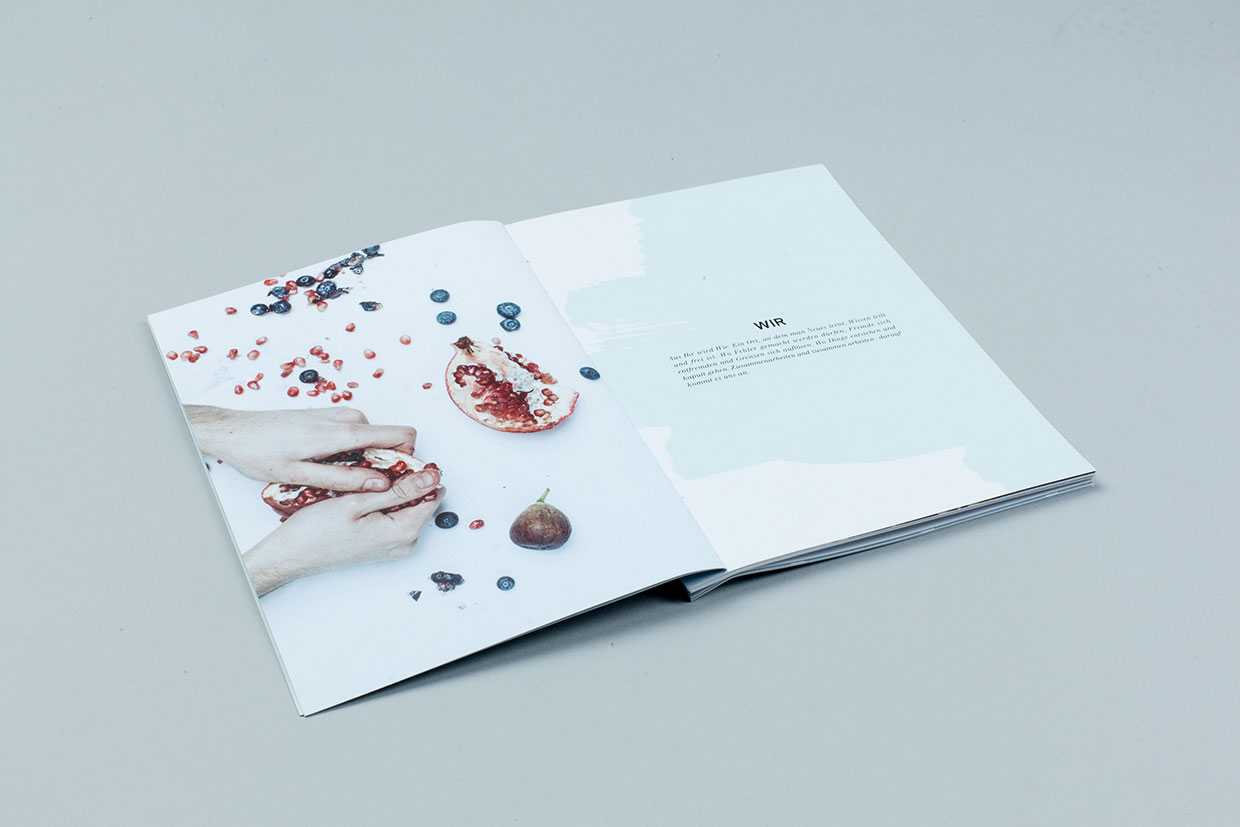 WIR
Aus Ihr wird Wir. Ein Ort, an dem man Neues lernt, Wissen teilt
und frei ist. Wo Fehler gemacht werden dürfen, Fremde sich
entfremden und Grenzen sich auflösen. Wo Dinge entstehen und
kaputt gehen. Zusammenarbeiten und zusammen arbeiten darauf
kommt es uns an.